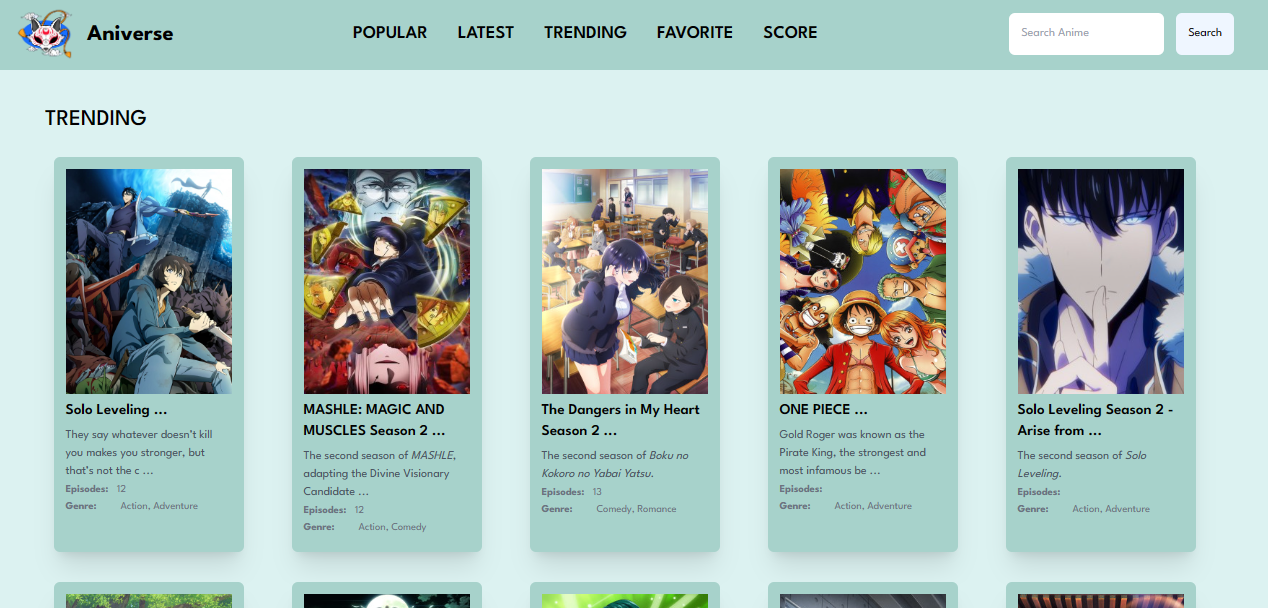 Aniverse
POPULAR
LATEST
TRENDING
FAVORITE
SCORE
Search Anime
Search
TRENDING
Solo Leveling ...
They say whatever doesn't kill
you makes you stronger, but
that's not the c ...
Episodes: 12
Genre: Action, Adventure
MASHLE: MAGIC AND
MUSCLES Season 2 ...
The second season of MASHLE,
adapting the Divine Visionary
Candidate ...
Episodes: 12
Genre: Action, Comedy
The Dangers in My Heart
Season 2 ...
The second season of Boku no
Kokoro no Yabai Yatsu.
Episodes: 13
Genre: Comedy, Romance
ONE PIECE ...
Gold Roger was known as the
Pirate King, the strongest and
most infamous be ...
Episodes:
Genre: Action, Adventure
Solo Leveling Season 2 -
Arise from ...
The second season of Solo
Leveling.
Episodes:
Genre: Action, Adventure